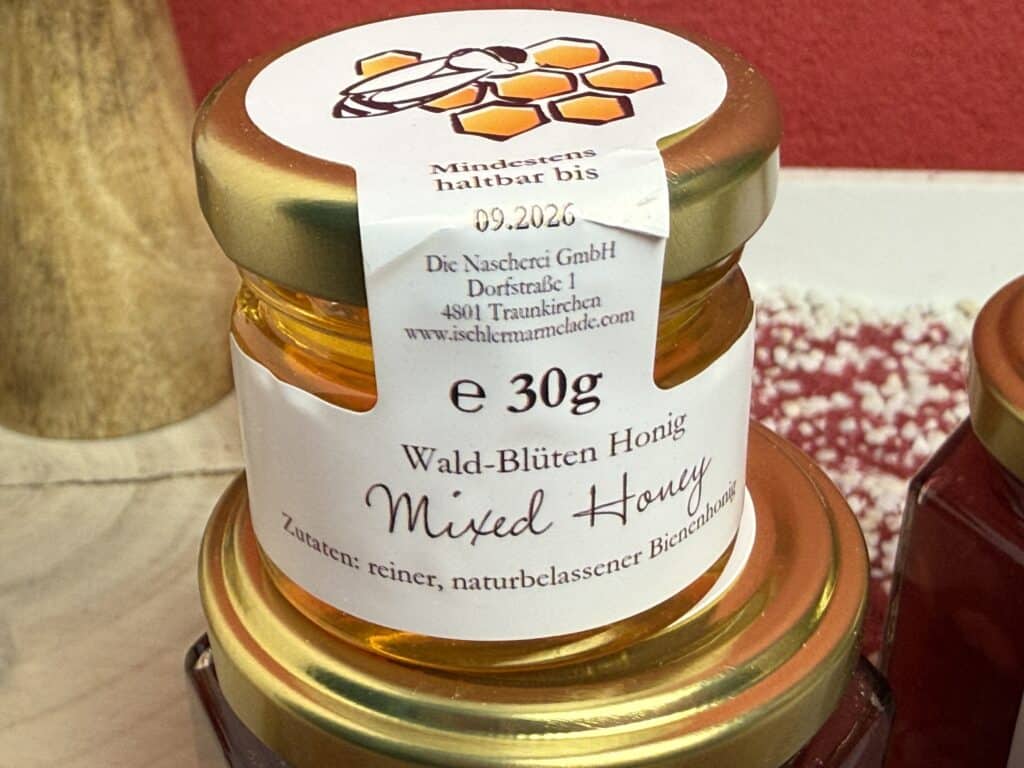 Mindestens
haltbar bis
09.2026
Die Nascherei GmbH
Dorfstraße 1
4801 Traunkirchen
www.ischlermarmelade.com
e 30g
Wald-Blüten Honig
Mixed Honey
Zutaten: reiner, naturbelassener Bienenhonig